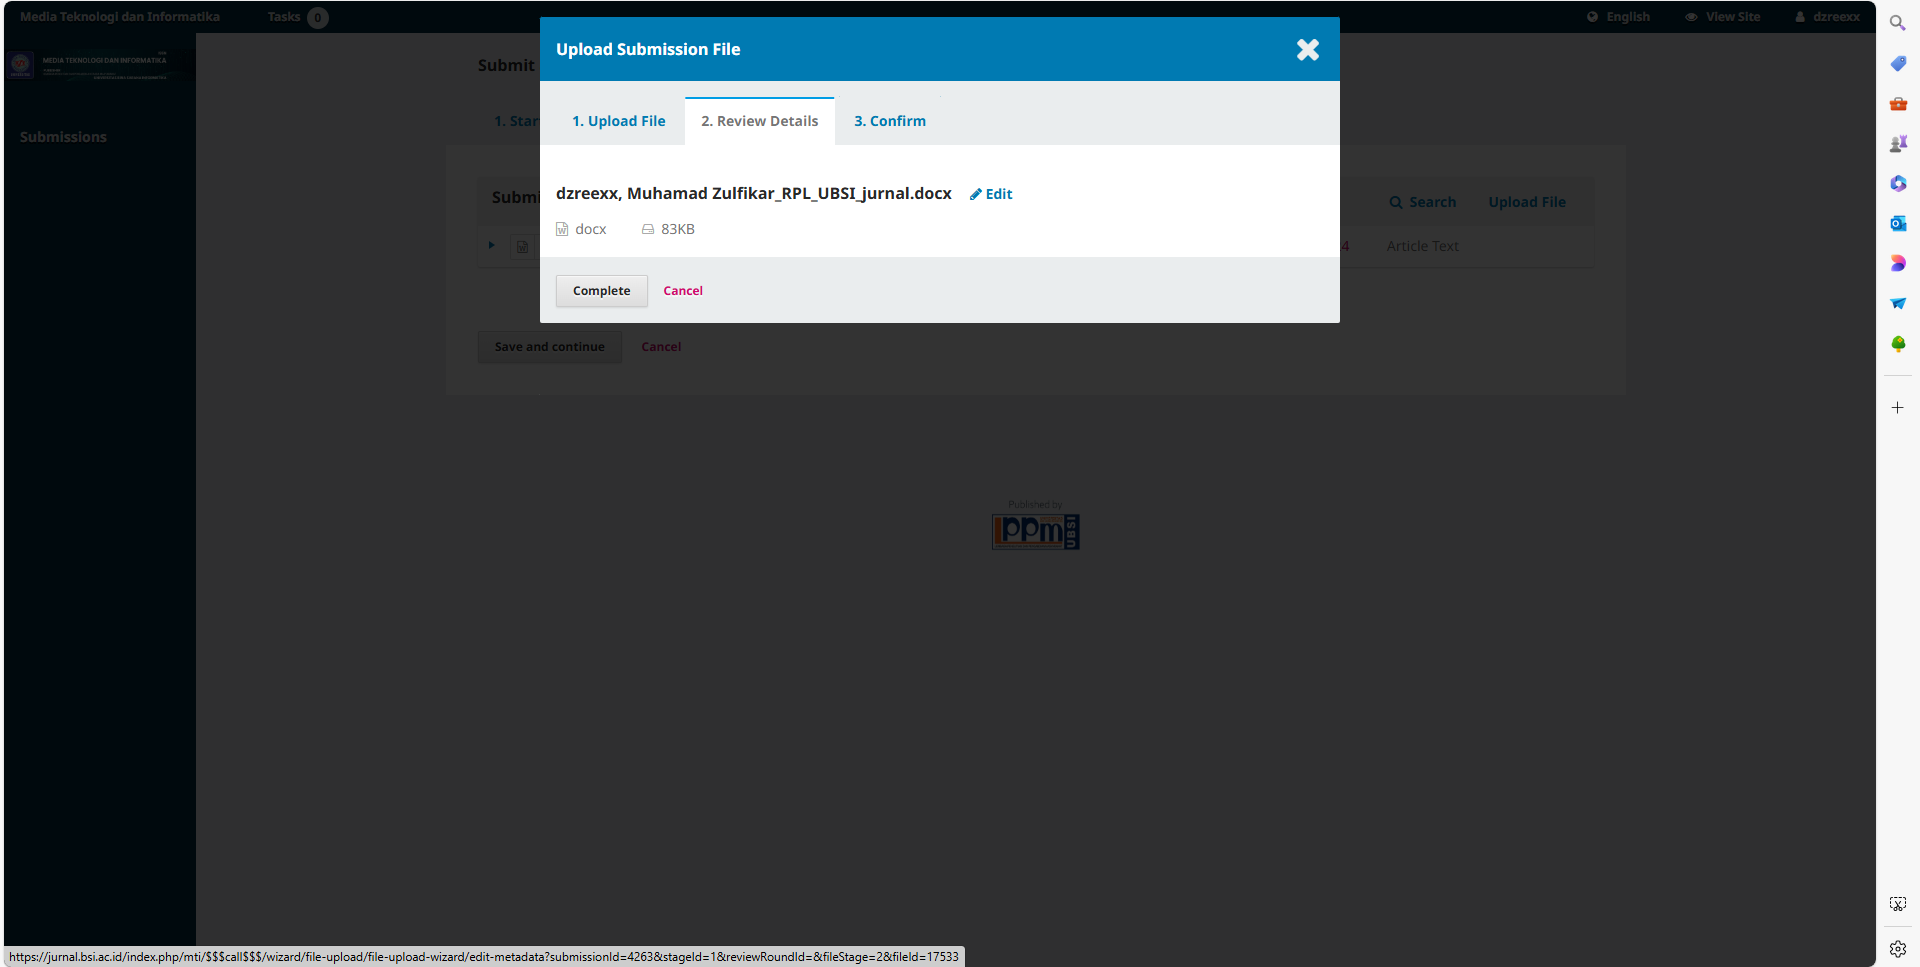 Media Teknologi dan Informatika
Tasks 0
English
View Site
dzreexx
MEDIA TEKNOLOGI DAN INFORMATIKA
Submissions
Submit
1. Star
Upload Submission File
1. Upload File
2. Review Details
3. Confirm
dzreexx, Muhamad Zulfikar_RPL_UBSI_jurnal.docx
Edit
docx
83KB
Complete
Cancel
Submi
Search
Upload File
4
Article Text
Save and continue
Cancel
Published by
lppm
UBSI
https://jurnal.bsi.ac.id/index.php/mti/$$$call$$$/wizard/file-upload/file-upload-wizard/edit-metadata?submissionId=4263&stageId=1&reviewRoundId=&fileStage=2&fileId=17533